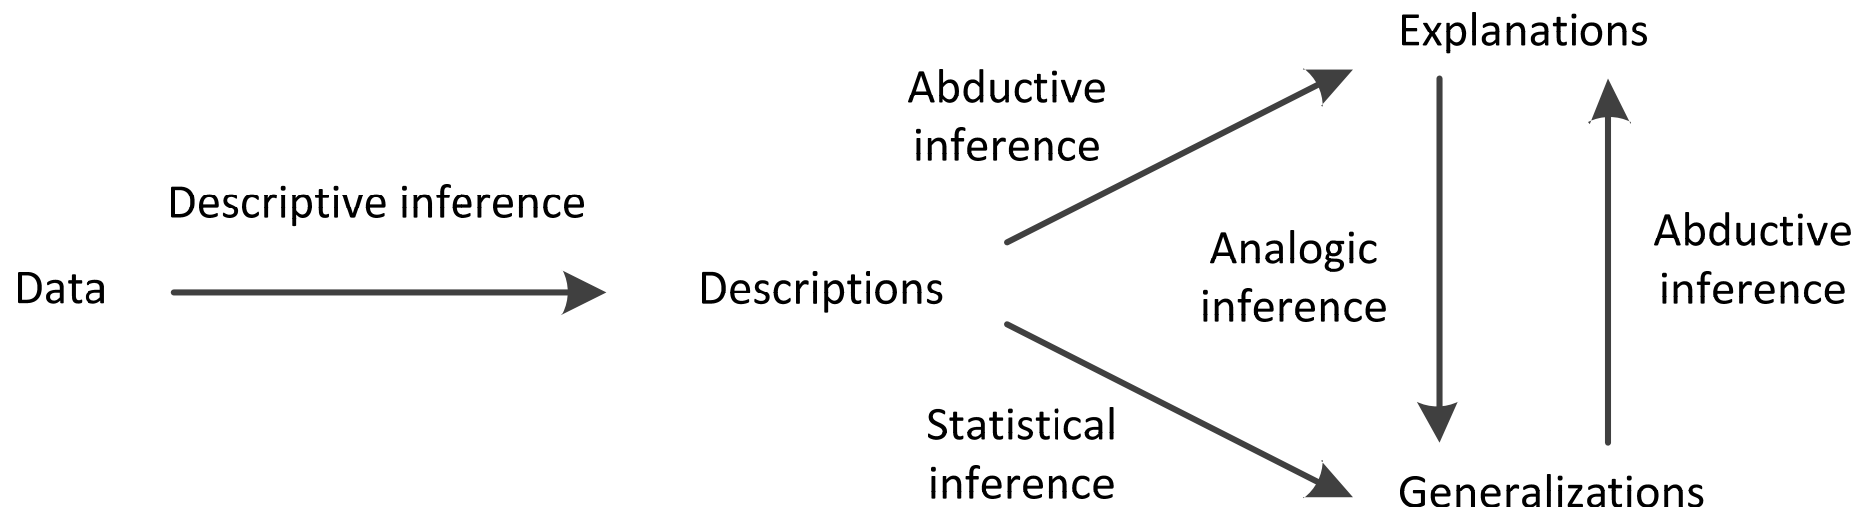 Explanations
Abductive
inference
Descriptive inference
Data
Descriptions
Analogic
inference
Abductive
inference
Statistical
inference
Generalizations